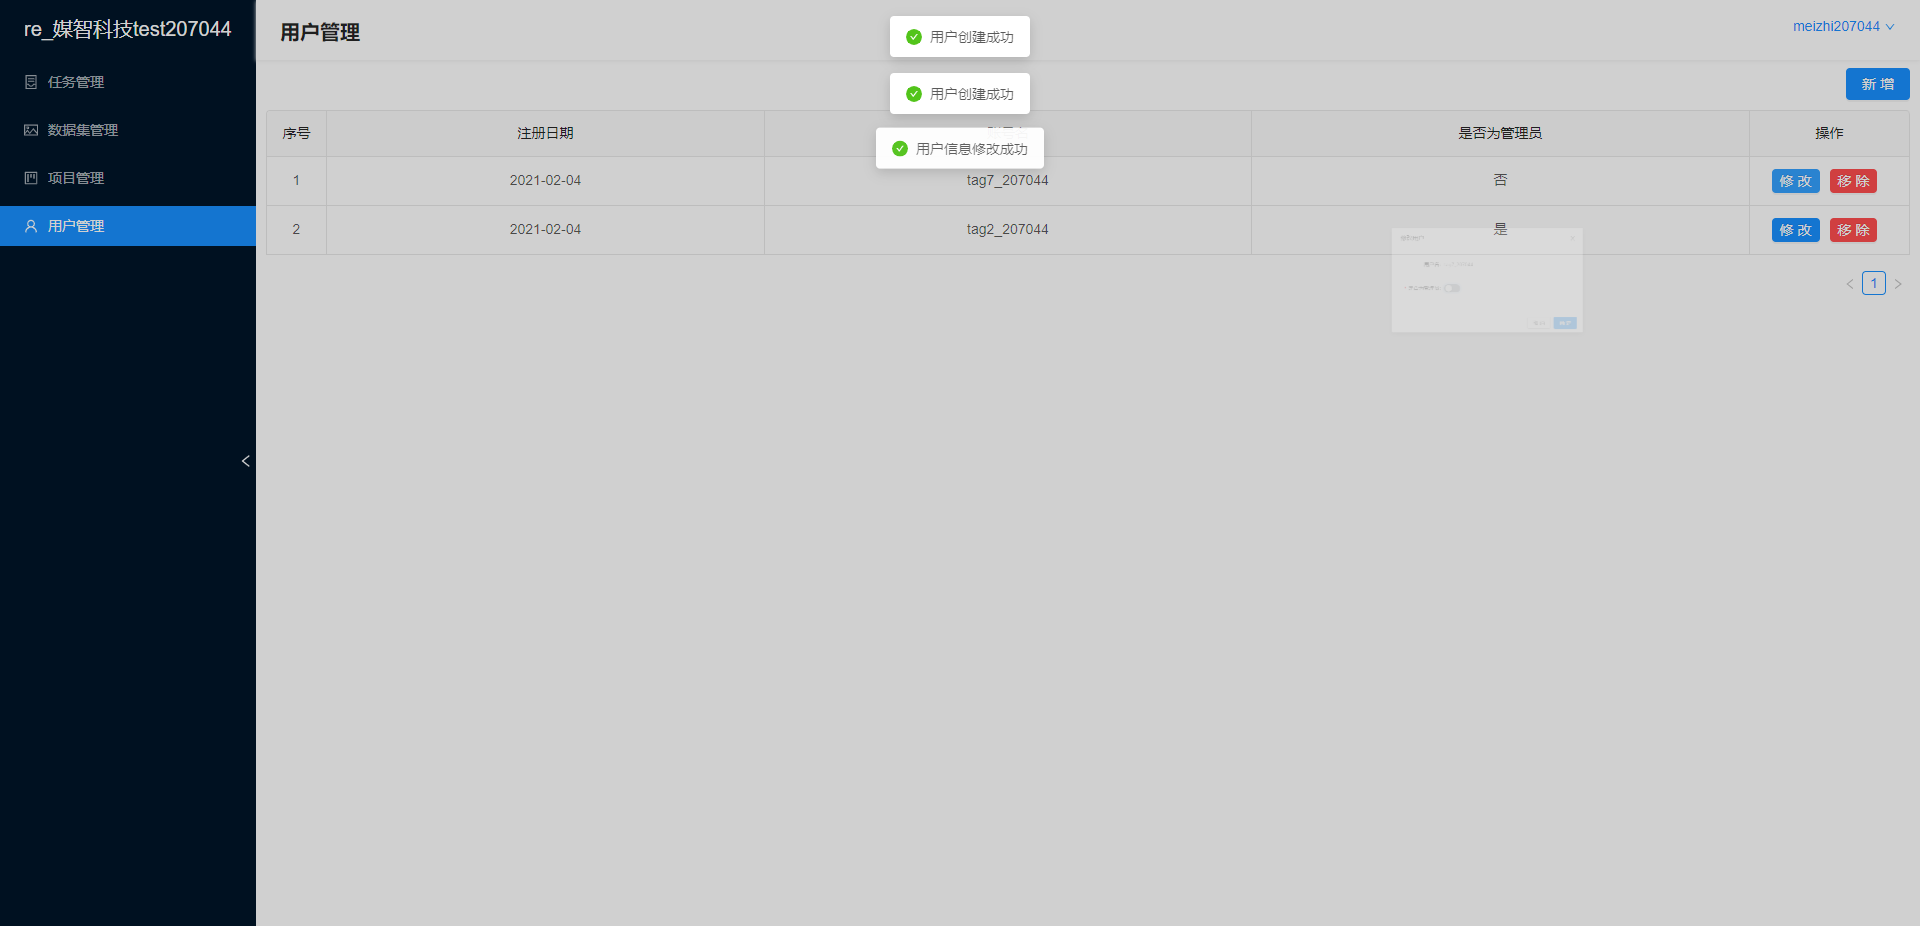 re_媒智科技test207044
任务管理
数据集管理
项目管理
用户管理
用户管理
meizhi207044
用户创建成功
用户创建成功
用户信息修改成功
新 增
序号 注册日期 是否为管理员 操作
1 2021-02-04 tag7_207044 否 修 改 移 除
2 2021-02-04 tag2_207044 是 修 改 移 除
1